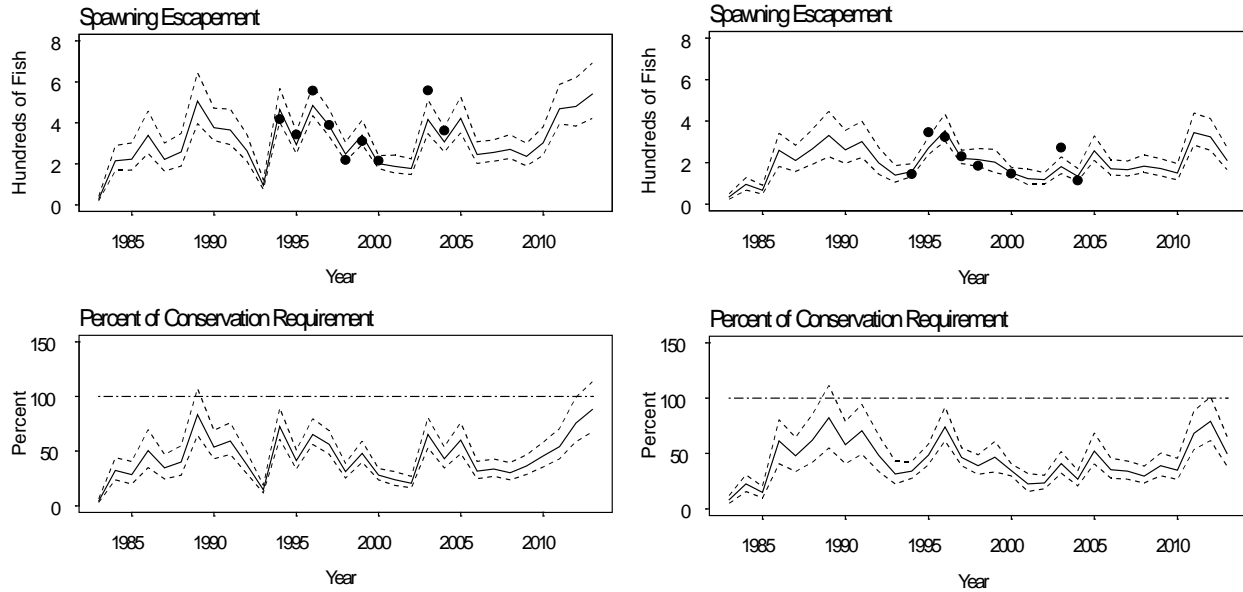 Spawning Escapement
Hundreds of Fish
8
6
4
2
0
1985 1990 1995 2000 2005 2010
Year
Spawning Escapement
Hundreds of Fish
8
6
4
2
0
1985 1990 1995 2000 2005 2010
Year
Percent of Conservation Requirement
Percent
150
100
50
0
1985 1990 1995 2000 2005 2010
Year
Percent of Conservation Requirement
Percent
150
100
50
0
1985 1990 1995 2000 2005 2010
Year